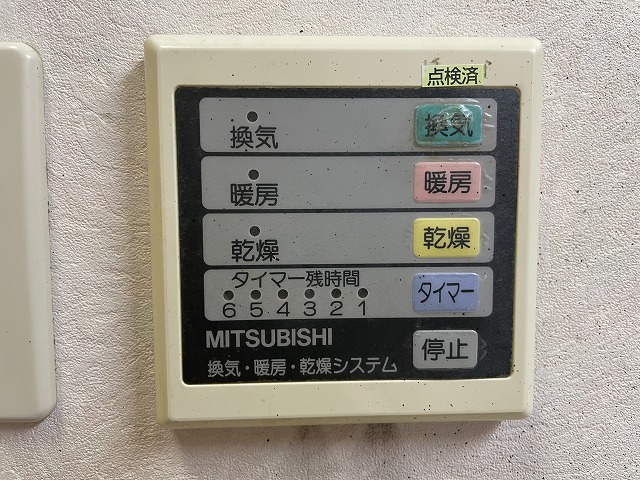 点検済
換気 換気
暖房 暖房
乾燥 乾燥
タイマー残時間
6 5 4 3 2 1 タイマー
MITSUBISHI
停止
換気・暖房・乾燥システム